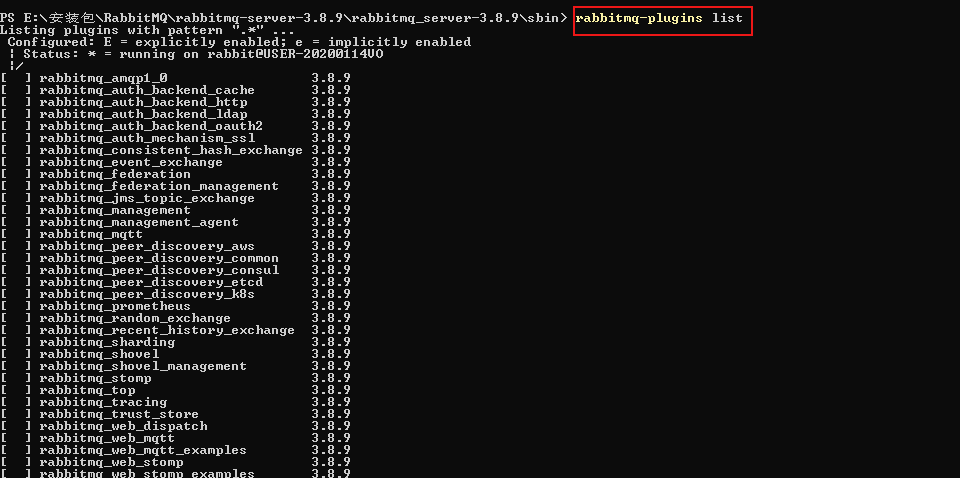 PS E:\安装包\RabbitMQ\rabbitmq-server-3.8.9\rabbitmq_server-3.8.9\sbin> rabbitmq-plugins list
Listing plugins with pattern ".*" ...
 Configured: E = explicitly enabled; e = implicitly enabled
 | Status: * = running on rabbit@USER-20200114VO
 |/
[  ] rabbitmq_amqp1_0                  3.8.9
[  ] rabbitmq_auth_backend_cache       3.8.9
[  ] rabbitmq_auth_backend_http        3.8.9
[  ] rabbitmq_auth_backend_ldap        3.8.9
[  ] rabbitmq_auth_backend_oauth2      3.8.9
[  ] rabbitmq_auth_mechanism_ssl       3.8.9
[  ] rabbitmq_consistent_hash_exchange 3.8.9
[  ] rabbitmq_event_exchange           3.8.9
[  ] rabbitmq_federation               3.8.9
[  ] rabbitmq_federation_management    3.8.9
[  ] rabbitmq_jms_topic_exchange       3.8.9
[  ] rabbitmq_management               3.8.9
[  ] rabbitmq_management_agent         3.8.9
[  ] rabbitmq_mqtt                     3.8.9
[  ] rabbitmq_peer_discovery_aws       3.8.9
[  ] rabbitmq_peer_discovery_common    3.8.9
[  ] rabbitmq_peer_discovery_consul    3.8.9
[  ] rabbitmq_peer_discovery_etcd      3.8.9
[  ] rabbitmq_peer_discovery_k8s       3.8.9
[  ] rabbitmq_prometheus               3.8.9
[  ] rabbitmq_random_exchange          3.8.9
[  ] rabbitmq_recent_history_exchange  3.8.9
[  ] rabbitmq_sharding                 3.8.9
[  ] rabbitmq_shovel                   3.8.9
[  ] rabbitmq_shovel_management        3.8.9
[  ] rabbitmq_stomp                    3.8.9
[  ] rabbitmq_top                      3.8.9
[  ] rabbitmq_tracing                  3.8.9
[  ] rabbitmq_trust_store              3.8.9
[  ] rabbitmq_web_dispatch             3.8.9
[  ] rabbitmq_web_mqtt                 3.8.9
[  ] rabbitmq_web_mqtt_examples        3.8.9
[  ] rabbitmq_web_stomp                3.8.9
[  ] rabbitmq_web_stomp_examples       3.8.9